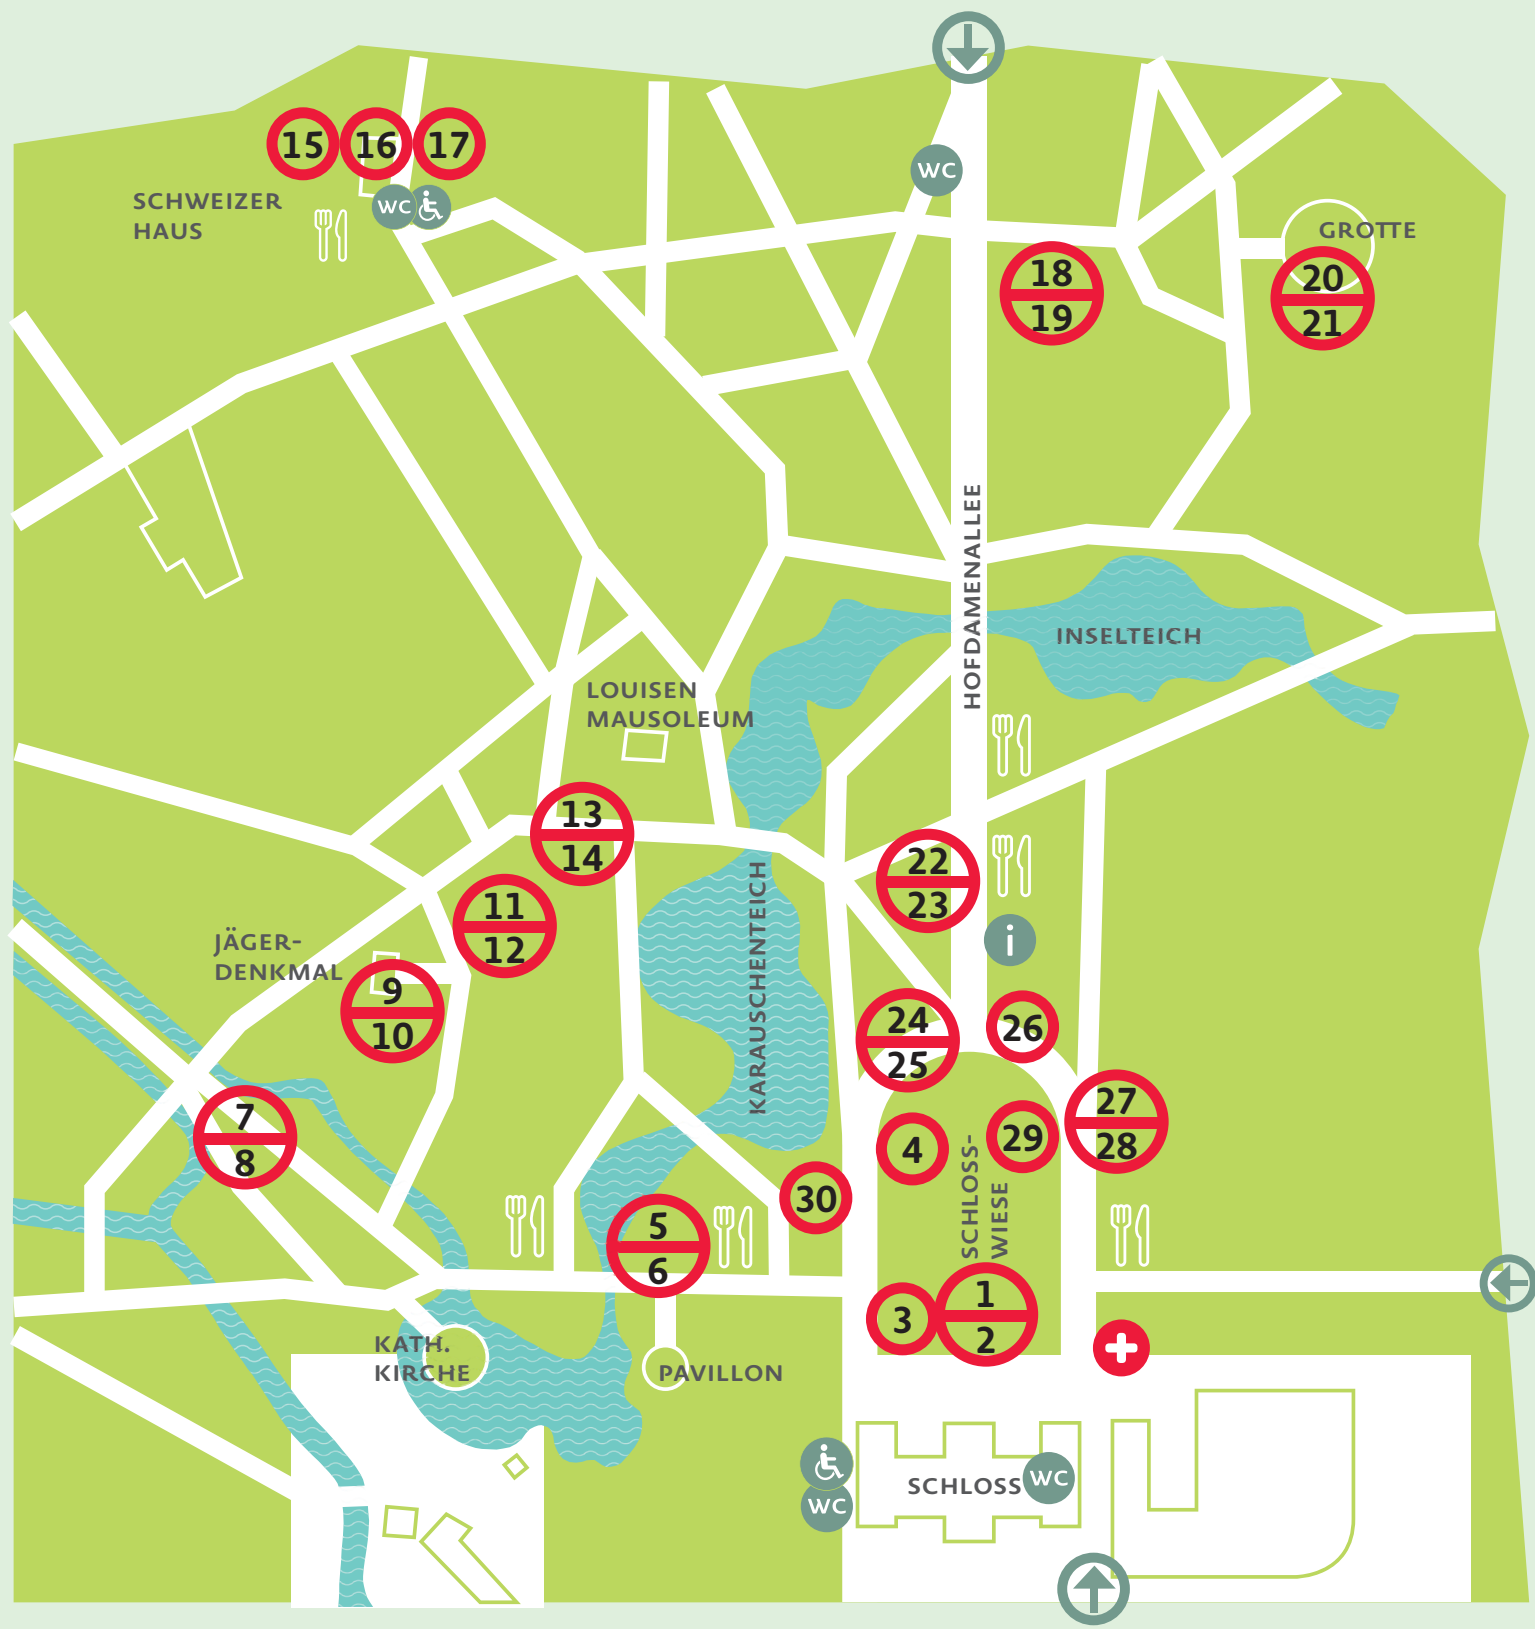 15
16
17
WC
SCHWEIZER
HAUS
WC
GROTTE
18
19
20
21
HOFDAMENALLEE
INSELTEICH
LOUISEN
MAUSOLEUM
13
14
22
23
11
12
KARAUSCHENTEICH
i
JÄGER-
DENKMAL
9
10
24
25
26
7
8
27
28
4
29
SCHLOSS-
WIESE
30
5
6
3
1
2
KATH.
KIRCHE
PAVILLON
SCHLOSS
WC
WC